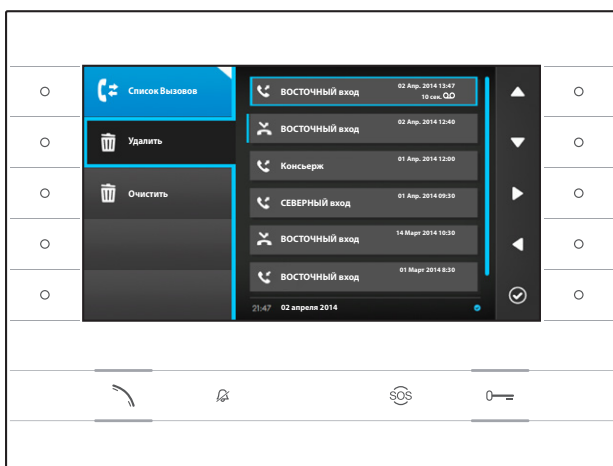 Список Вызовов
Удалить
Очистить
ВОСТОЧНЫЙ вход
02 Апр. 2014 13:47
10 сек.
ВОСТОЧНЫЙ вход
02 Апр. 2014 12:40
Консьерж
01 Апр. 2014 12:00
СЕВЕРНЫЙ вход
01 Апр. 2014 09:30
ВОСТОЧНЫЙ вход
14 Март 2014 10:30
ВОСТОЧНЫЙ вход
01 Март 2014 8:30
21:47 02 апреля 2014
SOS